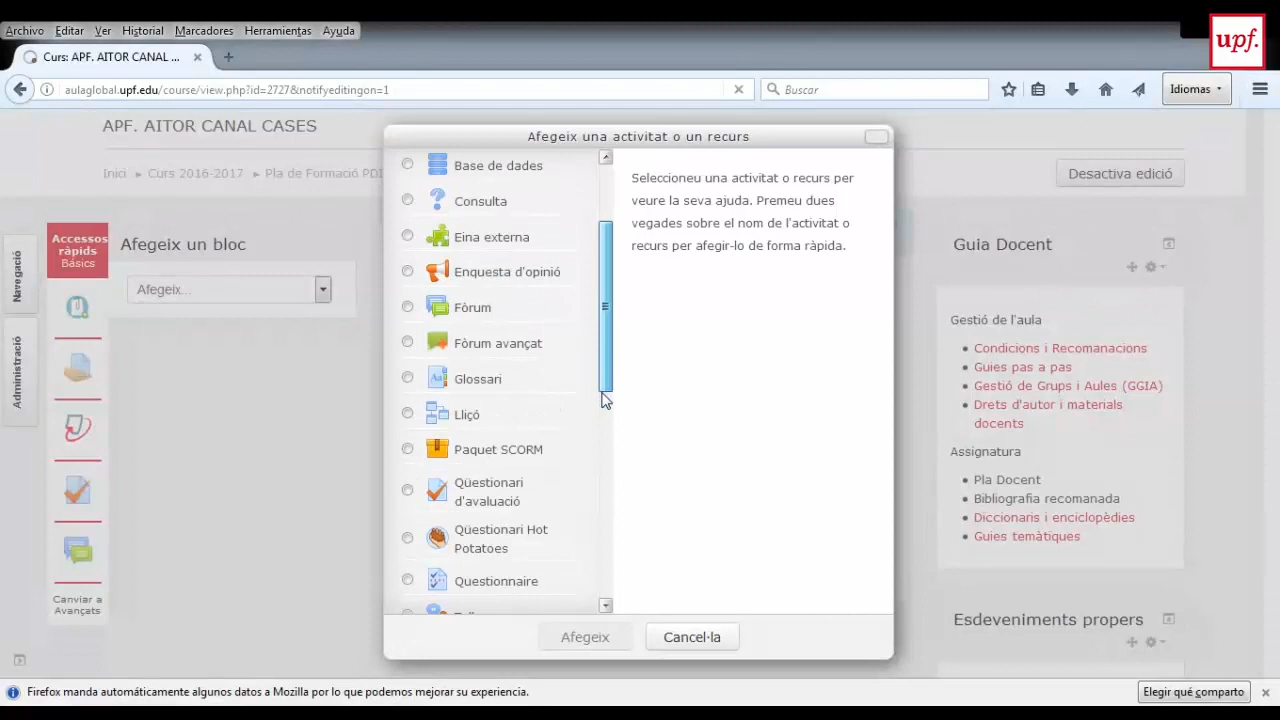 Archivo Editar Ver Historial Marcadores Herramientas Ayuda
upf.
Curs: APF. AITOR CANAL ...
aulaglobal.upf.edu/course/view.php?id=2727&notifyeditingon=1
Buscar
Idiomas
APF. AITOR CANAL CASES
Inici ► Curs 2016-2017 ► Pla de Formació PDI
Desactiva edició
Navegació
Administració
Accessos
ràpids
Bàsics
Canviar a
Avançats
Afegeix un bloc
Afegeix...
Afegeix una activitat o un recurs
Base de dades
Consulta
Eina externa
Enquesta d'opinió
Fòrum
Fòrum avançat
Glossari
Lliçó
Paquet SCORM
Qüestionari
d'avaluació
Qüestionari Hot
Potatoes
Questionnaire
Seleccioneu una activitat o recurs per
veure la seva ajuda. Premeu dues
vegades sobre el nom de l'activitat o
recurs per afegir-lo de forma ràpida.
Afegeix
Cancel·la
Guia Docent
Gestió de l'aula
Condicions i Recomanacions
Guies pas a pas
Gestió de Grups i Aules (GGIA)
Drets d'autor i materials
docents
Assignatura
Pla Docent
Bibliografia recomanada
Diccionaris i enciclopèdies
Guies temàtiques
Esdeveniments propers
Firefox manda automáticamente algunos datos a Mozilla por lo que podemos mejorar su experiencia.
Elegir qué comparto